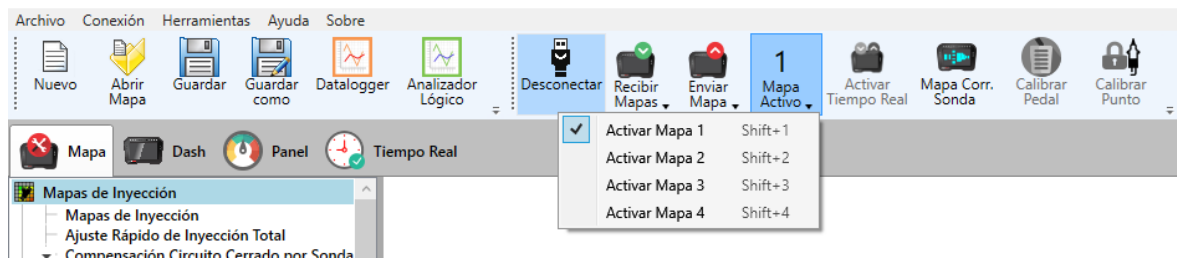 Archivo Conexión Herramientas Ayuda Sobre
Nuevo Abrir Mapa Guardar Guardar como Datalogger Analizador Lógico Desconectar Recibir Mapas Enviar Mapa 1 Mapa Activo Activar Tiempo Real Mapa Corr. Sonda Calibrar Pedal Calibrar Punto
Activar Mapa 1 Shift+1
Activar Mapa 2 Shift+2
Activar Mapa 3 Shift+3
Activar Mapa 4 Shift+4
Mapa Dash Panel Tiempo Real
Mapas de Inyección
Mapas de Inyección
Ajuste Rápido de Inyección Total
Compensación Circuito Cerrado por Sonda